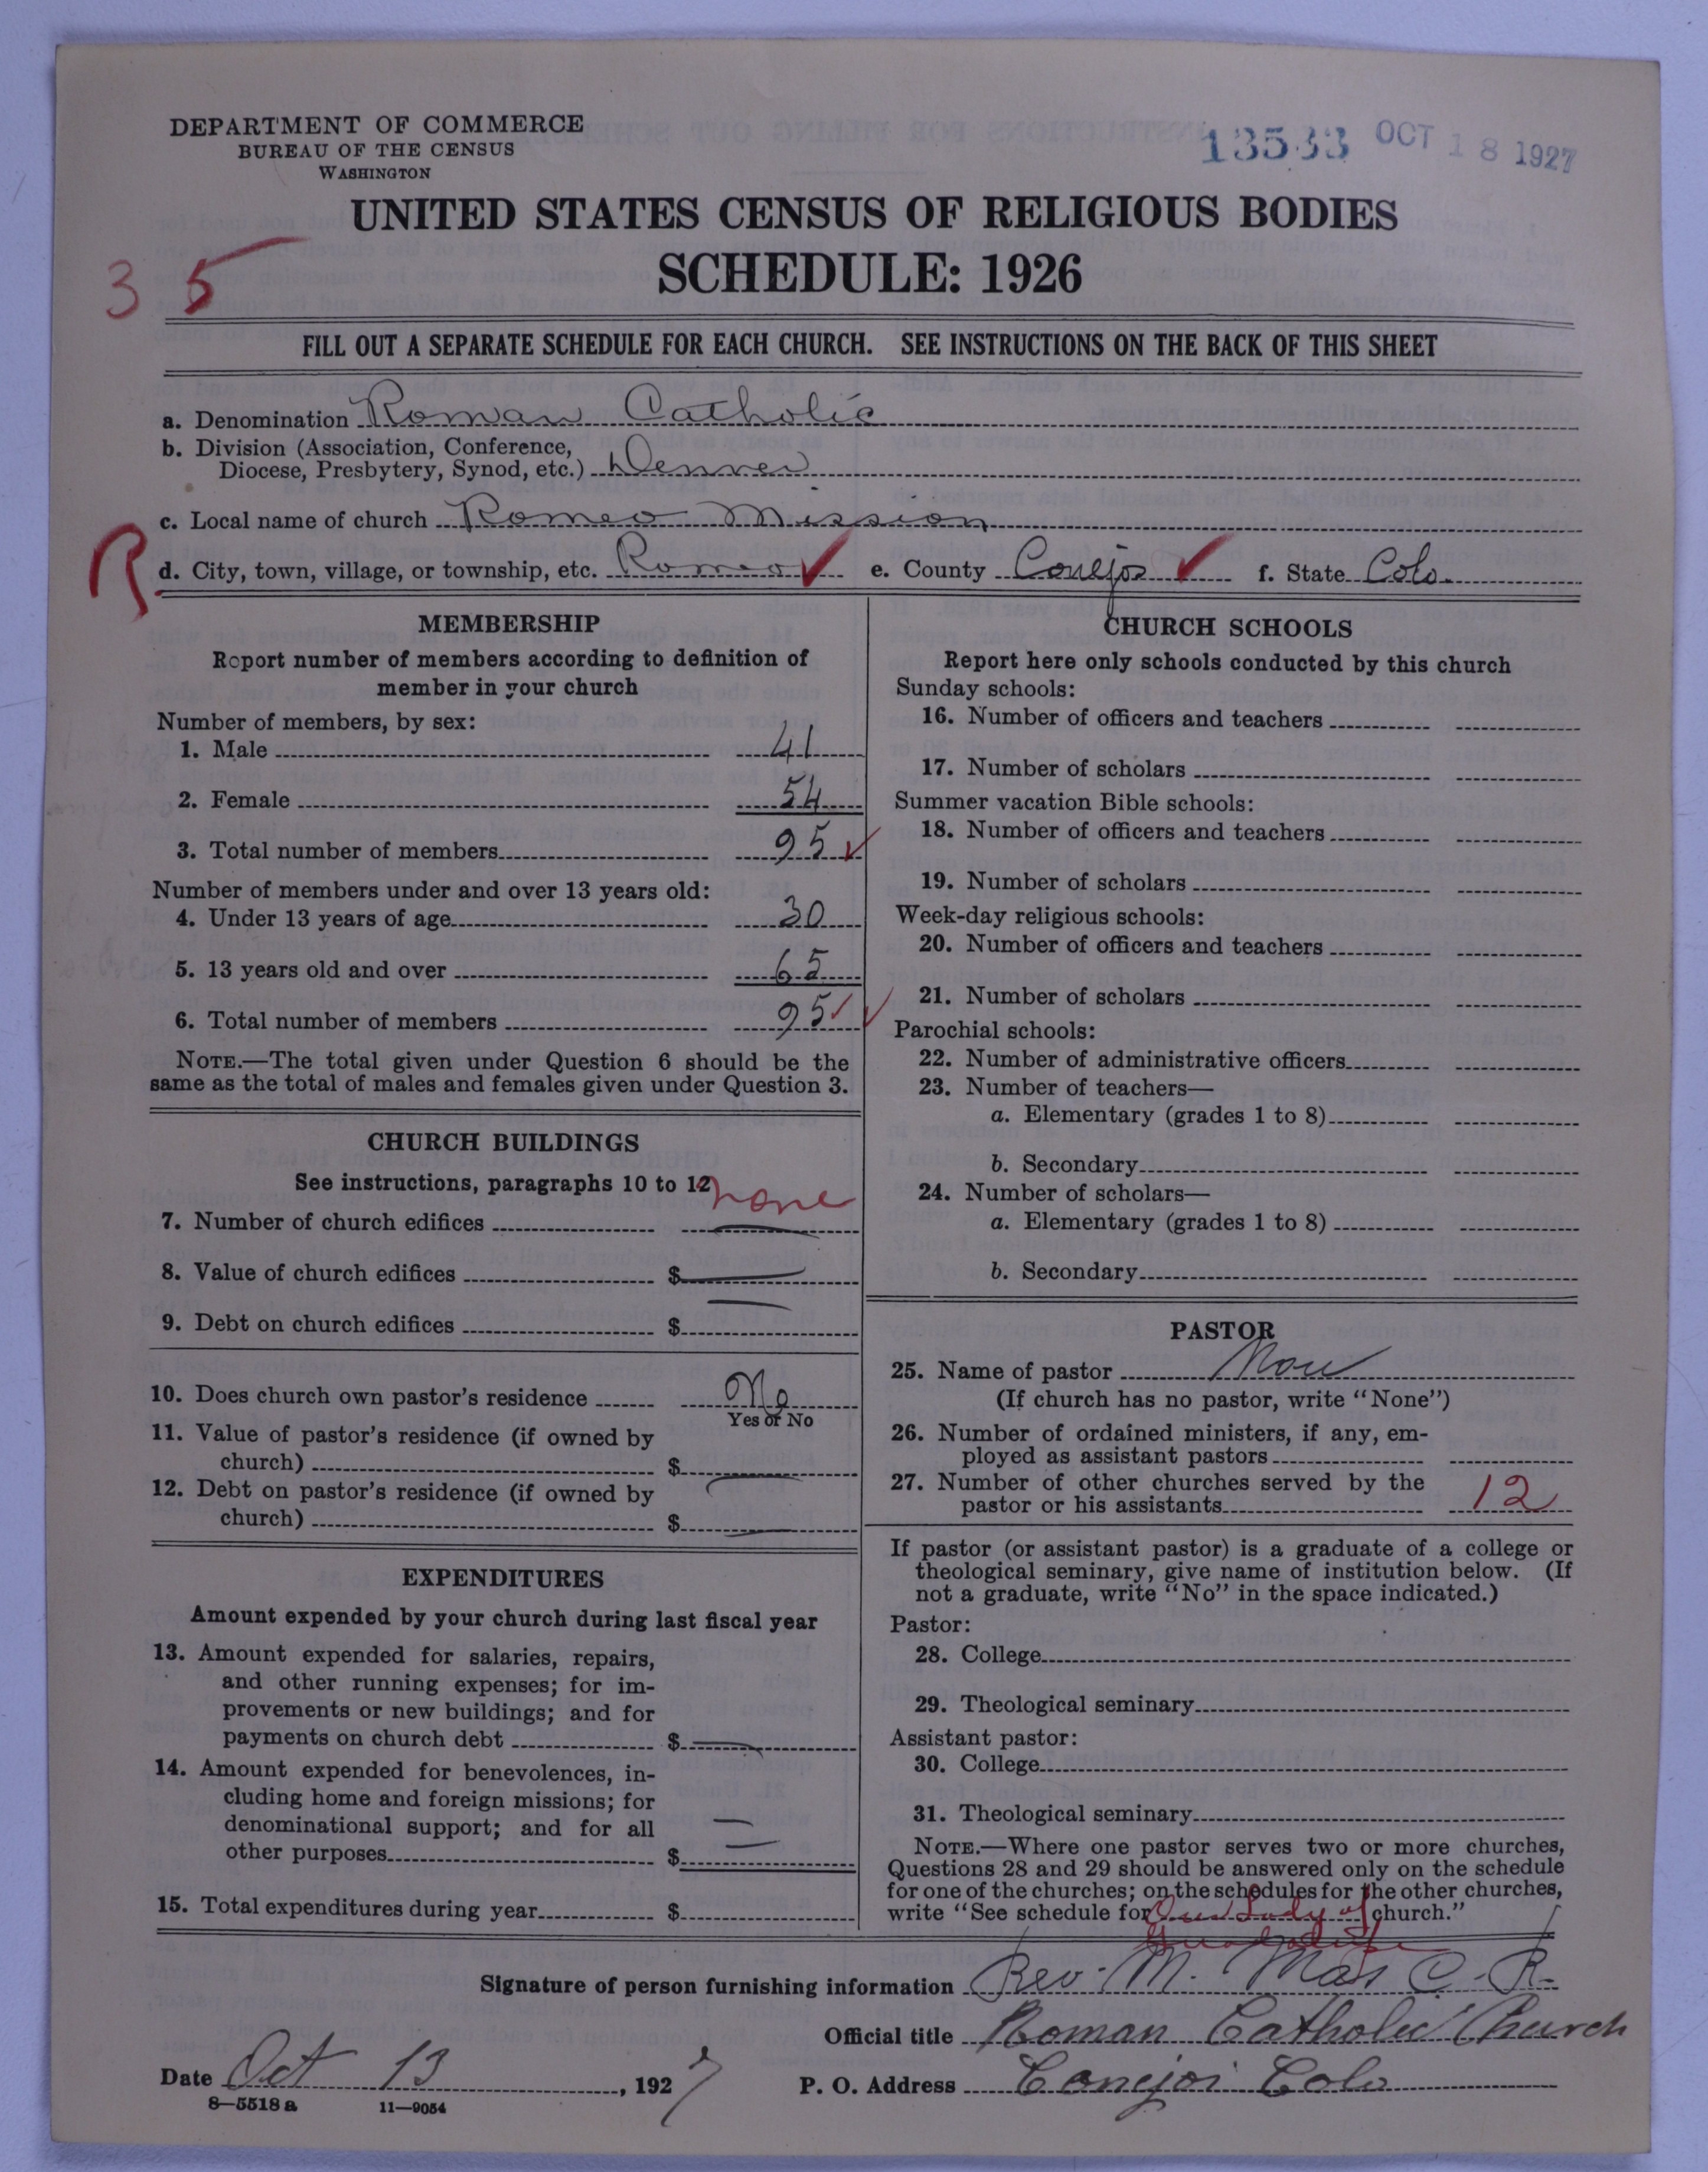 DEPARTMENT OF COMMERCE
BUREAU OF THE CENSUS
WASHINGTON
13533 OCT 18 1927
UNITED STATES CENSUS OF RELIGIOUS BODIES
SCHEDULE: 1926
35
FILL OUT A SEPARATE SCHEDULE FOR EACH CHURCH. SEE INSTRUCTIONS ON THE BACK OF THIS SHEET
a. Denomination Roman Catholic
b. Division (Association, Conference,
Diocese, Presbytery, Synod, etc.) Denver
c. Local name of church Romeo Mission
R d. City, town, village, or township, etc. Romeo e. County Conejos f. State Colo.
MEMBERSHIP
Report number of members according to definition of
member in your church
Number of members, by sex:
1. Male 41
2. Female 54
3. Total number of members 95
Number of members under and over 13 years old:
4. Under 13 years of age 30
5. 13 years old and over 65
6. Total number of members 95
NOTE.—The total given under Question 6 should be the
same as the total of males and females given under Question 3.
CHURCH BUILDINGS
See instructions, paragraphs 10 to 12
none
7. Number of church edifices —
8. Value of church edifices $ —
9. Debt on church edifices $ —
10. Does church own pastor's residence No
Yes or No
11. Value of pastor's residence (if owned by
church) $ —
12. Debt on pastor's residence (if owned by
church) $ —
EXPENDITURES
Amount expended by your church during last fiscal year
13. Amount expended for salaries, repairs,
and other running expenses; for im-
provements or new buildings; and for
payments on church debt $ —
14. Amount expended for benevolences, in-
cluding home and foreign missions; for
denominational support; and for all
other purposes $ —
15. Total expenditures during year $
CHURCH SCHOOLS
Report here only schools conducted by this church
Sunday schools:
16. Number of officers and teachers
17. Number of scholars
Summer vacation Bible schools:
18. Number of officers and teachers
19. Number of scholars
Week-day religious schools:
20. Number of officers and teachers
21. Number of scholars
Parochial schools:
22. Number of administrative officers
23. Number of teachers—
a. Elementary (grades 1 to 8)
b. Secondary
24. Number of scholars—
a. Elementary (grades 1 to 8)
b. Secondary
PASTOR
25. Name of pastor None
(If church has no pastor, write "None")
26. Number of ordained ministers, if any, em-
ployed as assistant pastors
27. Number of other churches served by the
pastor or his assistants 12
If pastor (or assistant pastor) is a graduate of a college or
theological seminary, give name of institution below. (If
not a graduate, write "No" in the space indicated.)
Pastor:
28. College
29. Theological seminary
Assistant pastor:
30. College
31. Theological seminary
NOTE.—Where one pastor serves two or more churches,
Questions 28 and 29 should be answered only on the schedule
for one of the churches; on the schedules for the other churches,
write "See schedule for Our Lady of church."
Guadalupe
Signature of person furnishing information Rev. M. Mas C. R.
Official title Roman Catholic Church
Date Oct 13, 1927 P. O. Address Conejos Colo
8—5518 a 11—9054